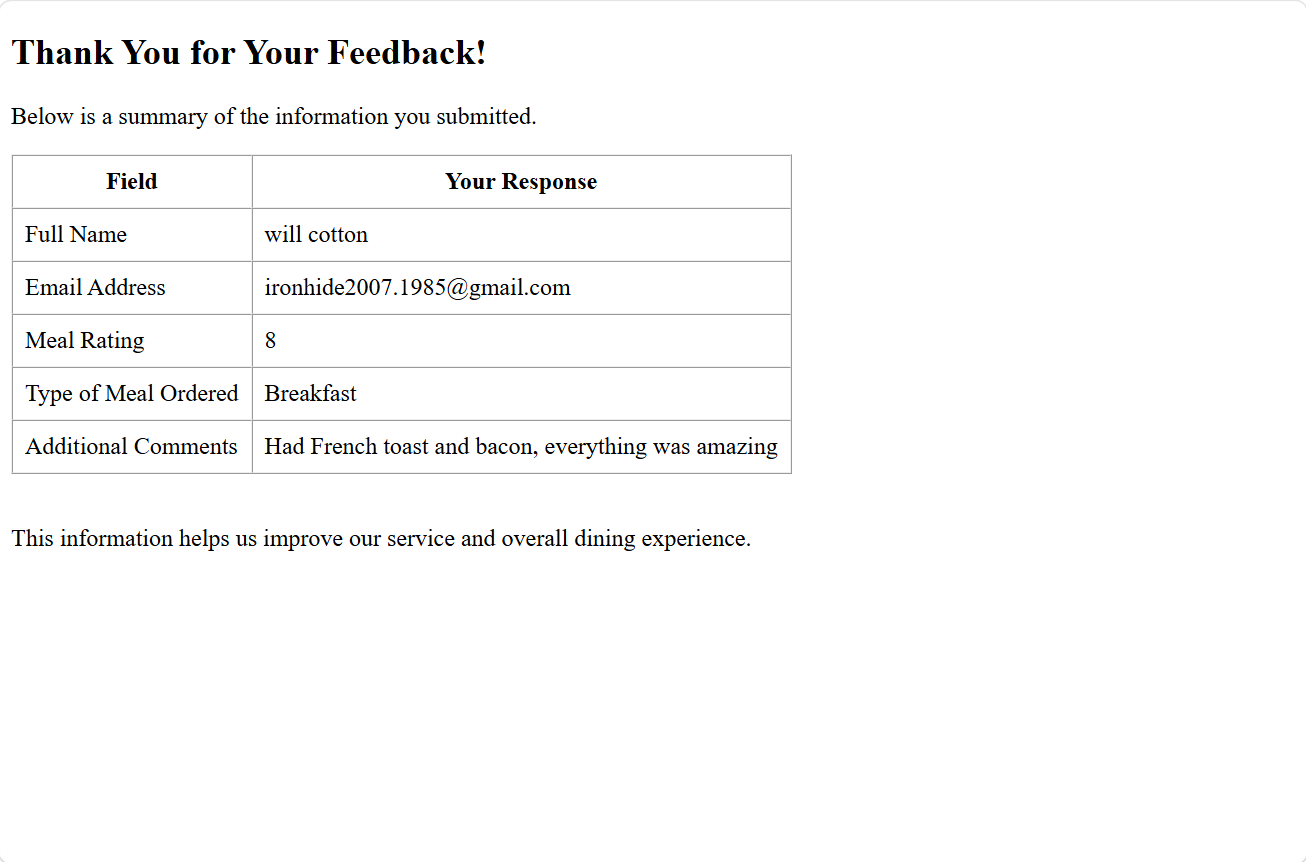 Thank You for Your Feedback!
Below is a summary of the information you submitted.
Field Your Response
Full Name will cotton
Email Address ironhide2007.1985@gmail.com
Meal Rating 8
Type of Meal Ordered Breakfast
Additional Comments Had French toast and bacon, everything was amazing
This information helps us improve our service and overall dining experience.